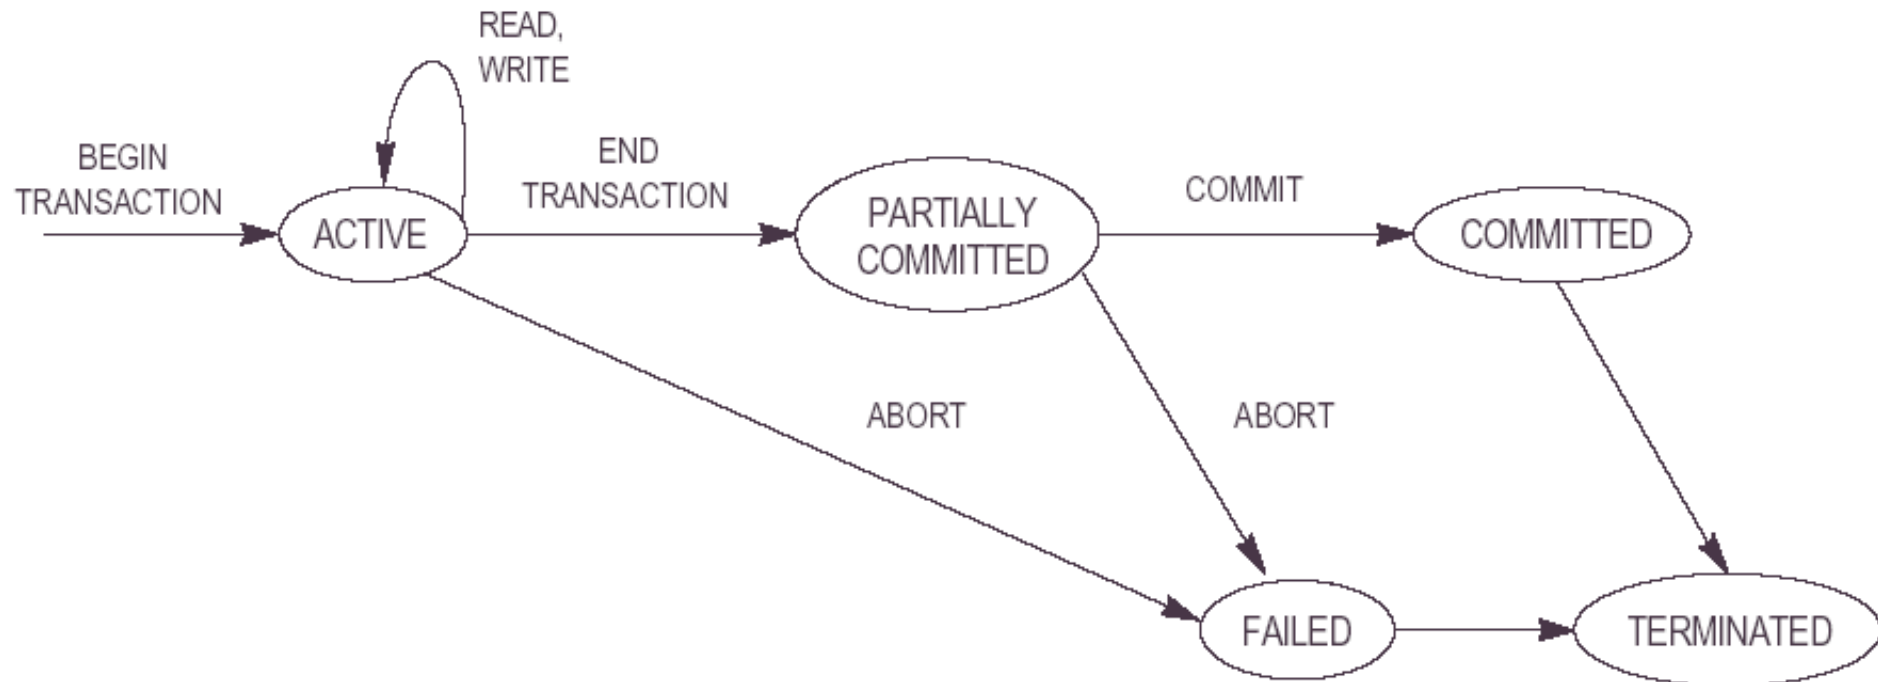 READ,
WRITE
BEGIN
TRANSACTION
END
TRANSACTION
COMMIT
ACTIVE
PARTIALLY
COMMITTED
COMMITTED
ABORT
ABORT
FAILED
TERMINATED